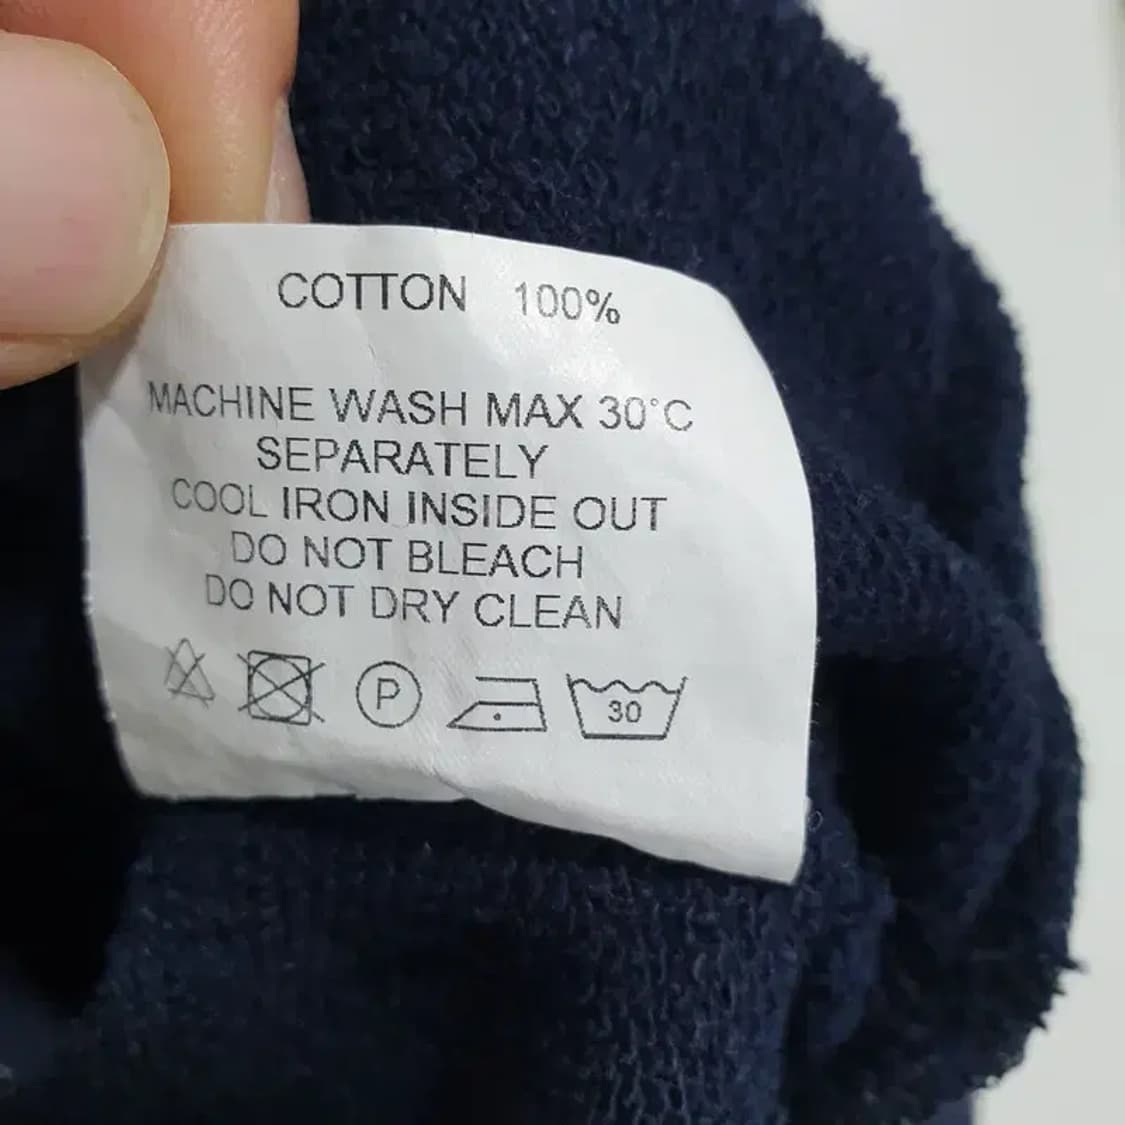 COTTON 100%
MACHINE WASH MAX 30°C
SEPARATELY
COOL IRON INSIDE OUT
DO NOT BLEACH
DO NOT DRY CLEAN
P 30